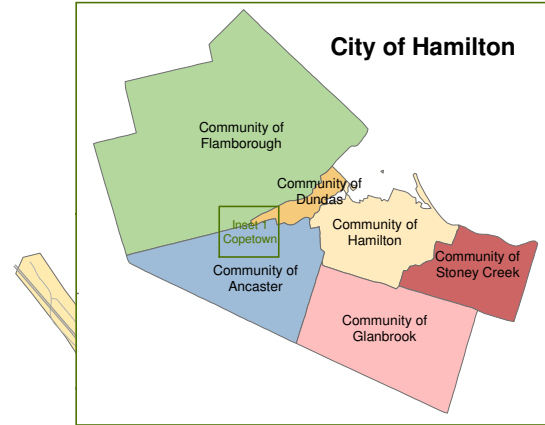 City of Hamilton
Community of
Flamborough
Community of
Dundas
Inset 1
Copetown
Community of
Hamilton
Community of
Stoney Creek
Community of
Ancaster
Community of
Glanbrook